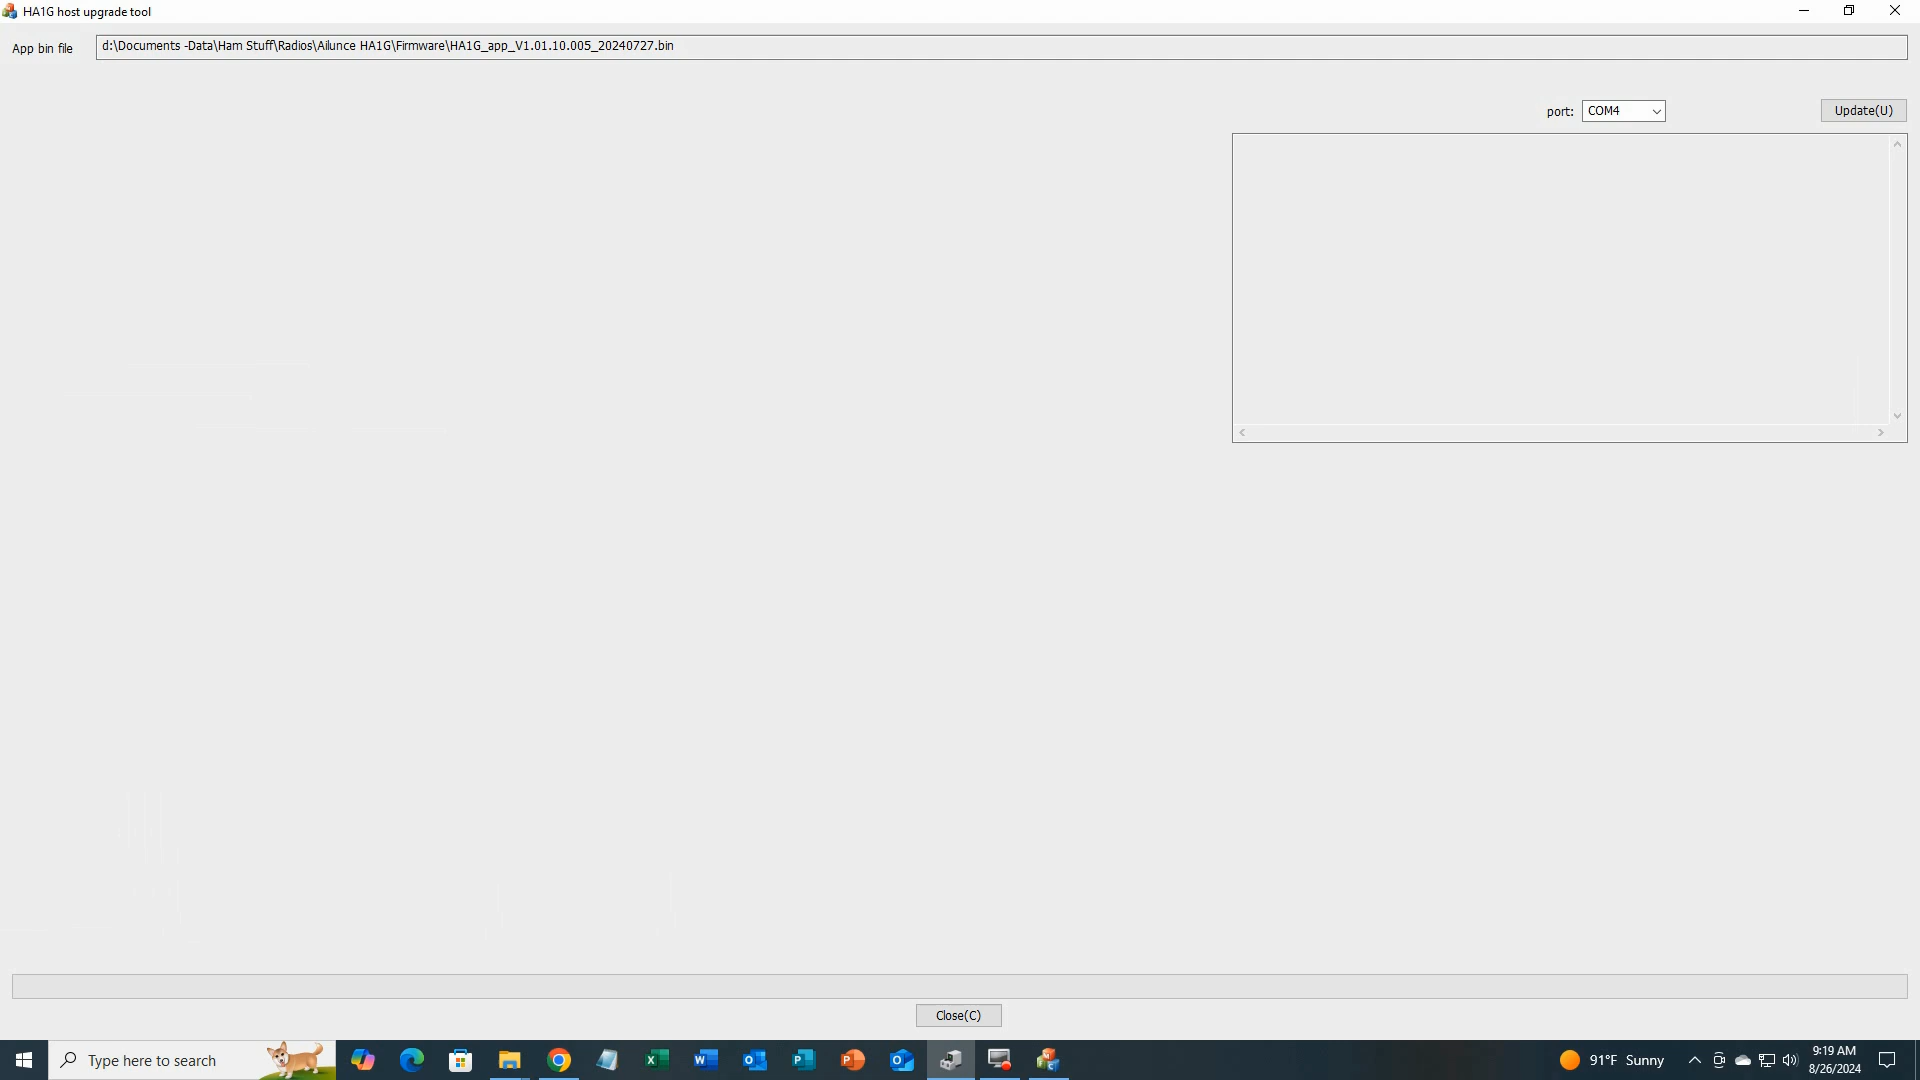 HA1G host upgrade tool
App bin file
d:\Documents -Data\Ham Stuff\Radios\Ailunce HA1G\Firmware\HA1G_app_V1.01.10.005_20240727.bin
port:
COM4
Update(U)
Close(C)
Type here to search
91°F Sunny
9:19 AM
8/26/2024